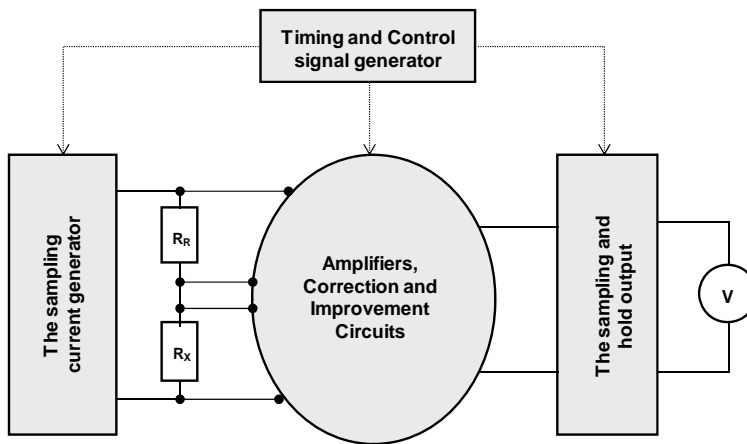 Timing and Control
signal generator
The sampling
current generator
R_R
R_X
Amplifiers,
Correction and
Improvement
Circuits
The sampling and
hold output
V